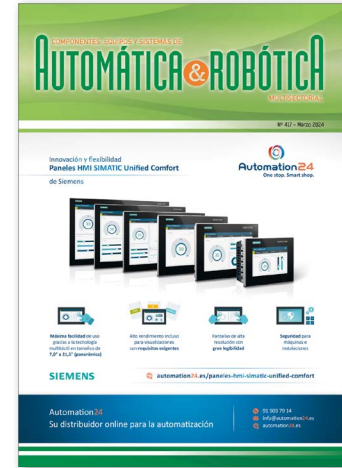 COMPONENTES, EQUIPOS Y SISTEMAS DE
AUTOMÁTICA & ROBÓTICA
MULTISECTORIAL
Nº 417 - Marzo 2024
Innovación y flexibilidad
Paneles HMI SIMATIC Unified Comfort
de Siemens
Automation24
One stop. Smart shop.
Máxima facilidad de uso
gracias a la tecnología
multitáctil en tamaños de
7,0" a 21,5" (panorámica)
Alto rendimiento incluso
para visualizaciones
con requisitos exigentes
Pantallas de alta
resolución con
gran legibilidad
Seguridad para
máquinas e
instalaciones
SIEMENS
automation24.es/paneles-hmi-simatic-unified-comfort
Automation24
Su distribuidor online para la automatización
info@automation24.es
automation24.es